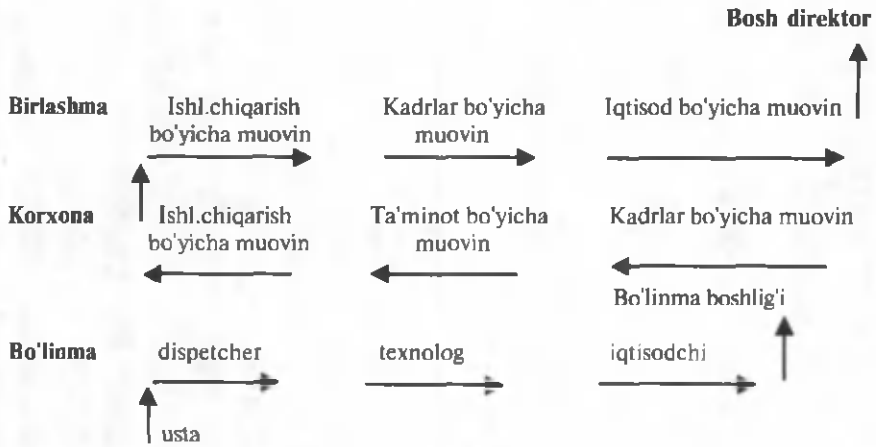 Bosh direktor
Birlashma Ishl.chiqarish Kadrlar bo'yicha Iqtisod bo'yicha muovin
bo'yicha muovin muovin
Korxona Ishl.chiqarish Ta'minot bo'yicha Kadrlar bo'yicha muovin
bo'yicha muovin muovin
Bo'linma boshlig'i
Bo'linma dispetcher texnolog iqtisodchi
usta